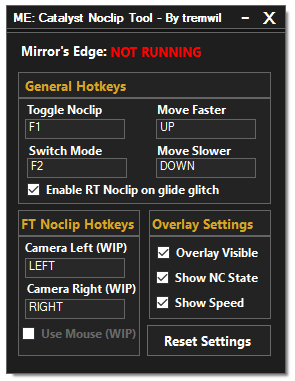 ME: Catalyst Noclip Tool - By tremwil
Mirror's Edge: NOT RUNNING
General Hotkeys
Toggle Noclip Move Faster
F1 UP
Switch Mode Move Slower
F2 DOWN
Enable RT Noclip on glide glitch
FT Noclip Hotkeys
Camera Left (WIP)
LEFT
Camera Right (WIP)
RIGHT
Use Mouse (WIP)
Overlay Settings
Overlay Visible
Show NC State
Show Speed
Reset Settings